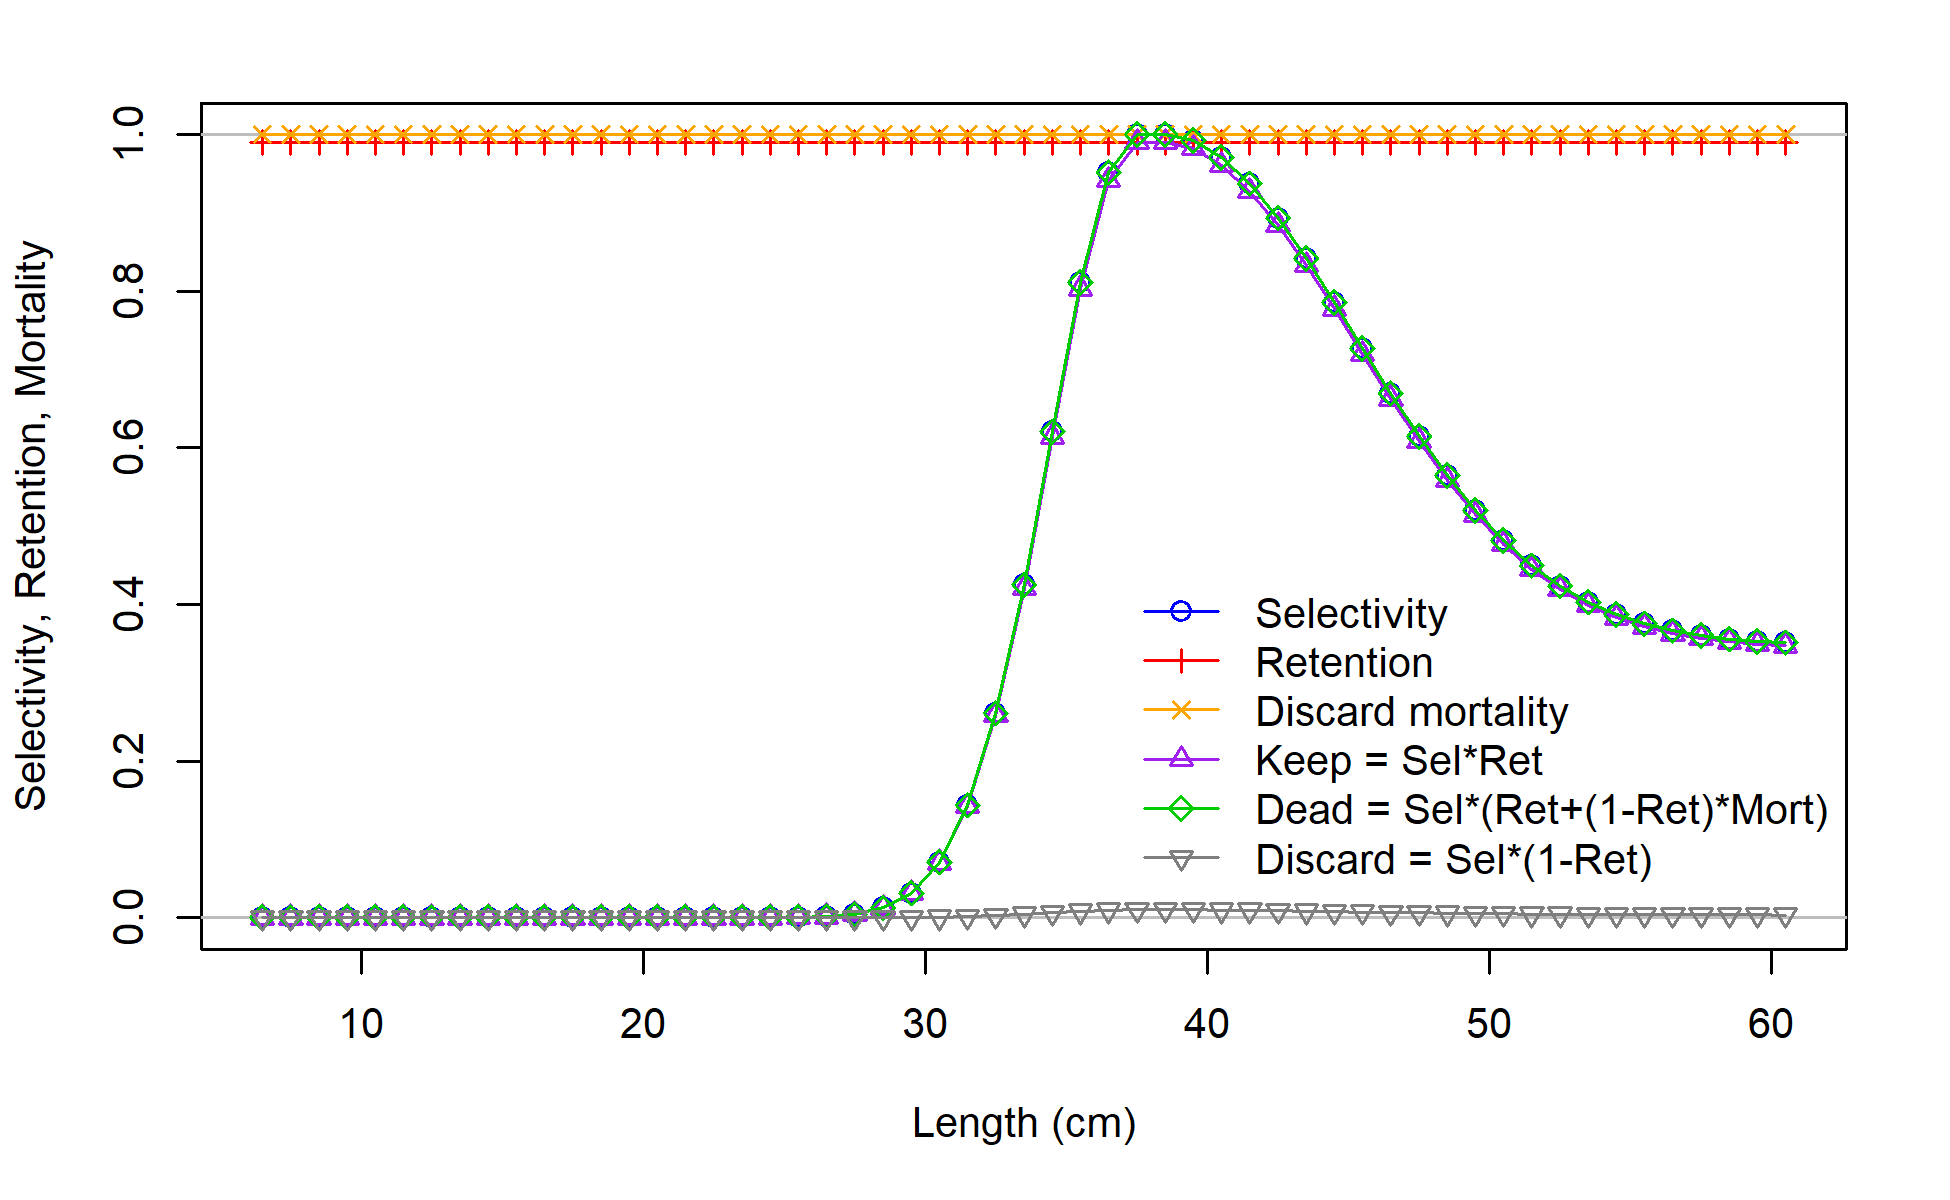 Selectivity, Retention, Mortality
1.0
0.8
0.6
0.4
0.2
0.0
Selectivity
Retention
Discard mortality
Keep = Sel*Ret
Dead = Sel*(Ret+(1-Ret)*Mort)
Discard = Sel*(1-Ret)
10 20 30 40 50 60
Length (cm)